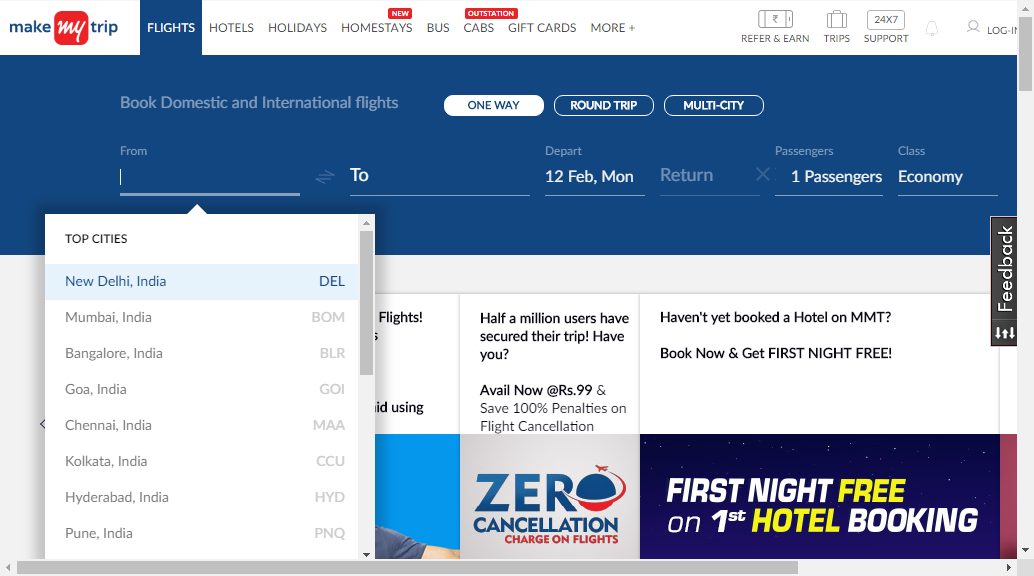 make my trip
FLIGHTS
HOTELS
HOLIDAYS
NEW
HOMESTAYS
BUS
OUTSTATION
CABS
GIFT CARDS
MORE +
₹
REFER & EARN
TRIPS
24X7
SUPPORT
LOG-IN
Book Domestic and International flights
ONE WAY
ROUND TRIP
MULTI-CITY
From
To
Depart
12 Feb, Mon
Return
Passengers
1 Passengers
Class
Economy
TOP CITIES
New Delhi, India DEL
Mumbai, India BOM
Bangalore, India BLR
Goa, India GOI
Chennai, India MAA
Kolkata, India CCU
Hyderabad, India HYD
Pune, India PNQ
Flights!
using
Half a million users have
secured their trip! Have
you?
Avail Now @Rs.99 &
Save 100% Penalties on
Flight Cancellation
ZERO
CANCELLATION
CHARGE ON FLIGHTS
Haven't yet booked a Hotel on MMT?
Book Now & Get FIRST NIGHT FREE!
FIRST NIGHT FREE
on 1st HOTEL BOOKING
Feedback